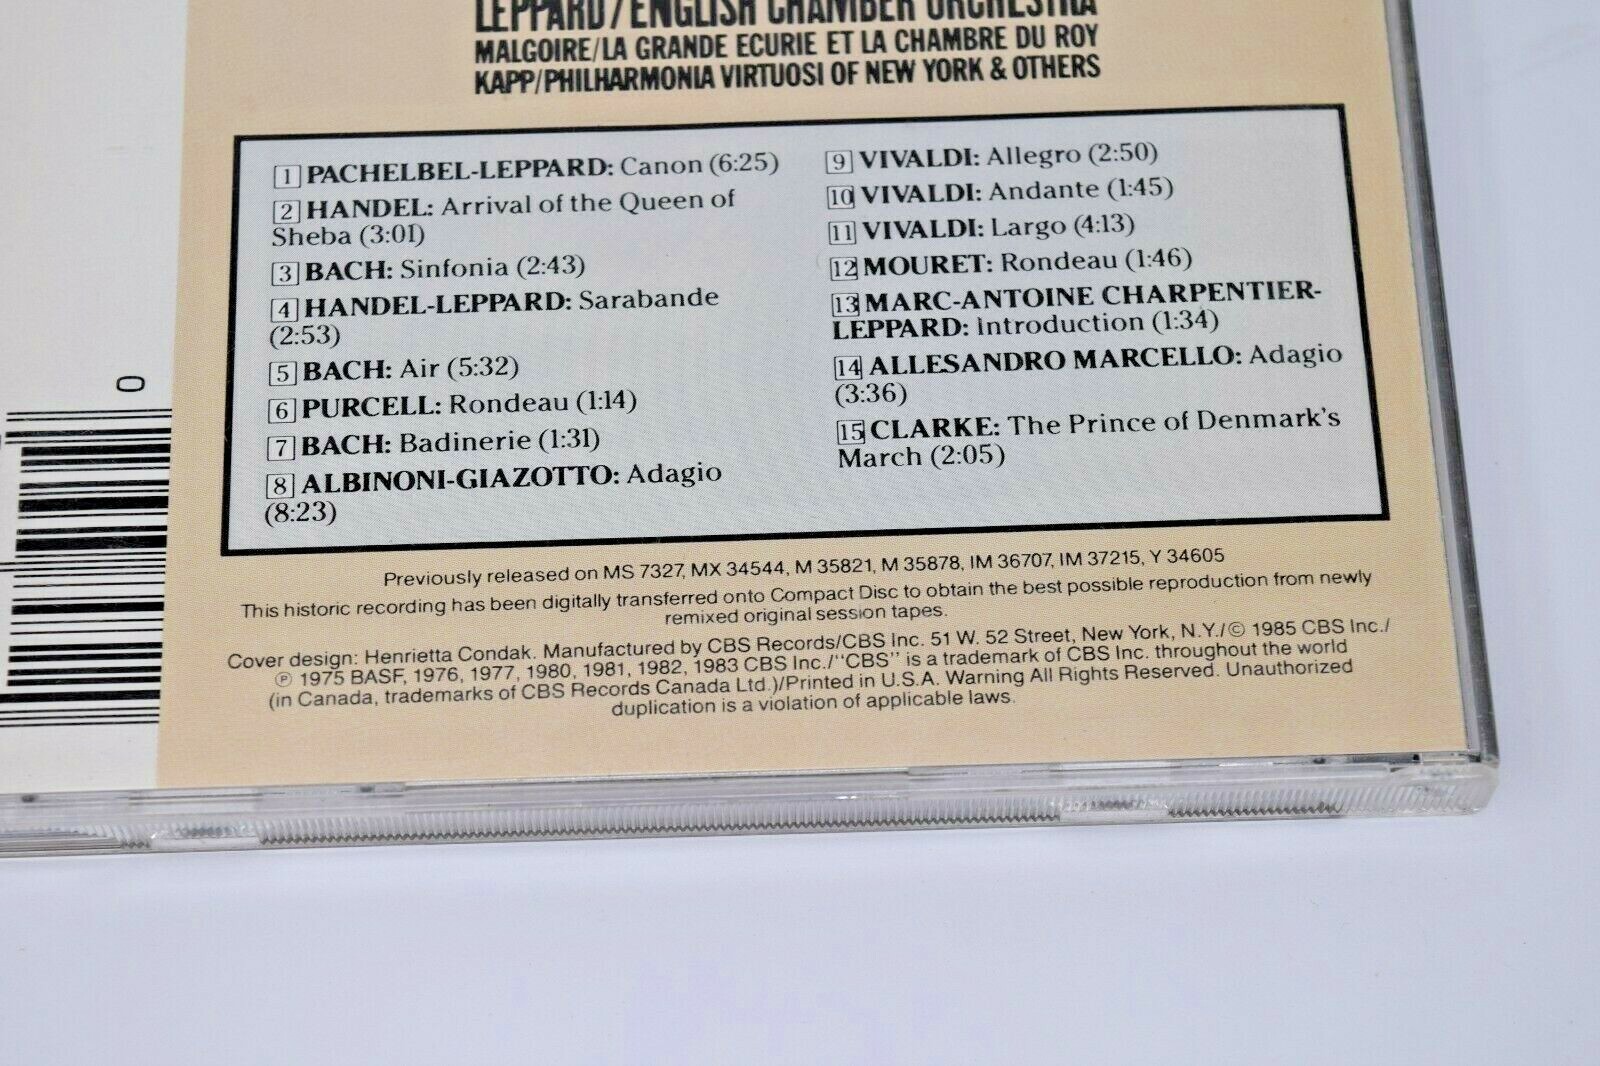 LEPPARD/ENGLISH CHAMBER ORCHESTRA
MALGOIRE/LA GRANDE ECURIE ET LA CHAMBRE DU ROY
KAPP/PHILHARMONIA VIRTUOSI OF NEW YORK & OTHERS
1 PACHELBEL-LEPPARD: Canon (6:25)
2 HANDEL: Arrival of the Queen of
Sheba (3:01)
3 BACH: Sinfonia (2:43)
4 HANDEL-LEPPARD: Sarabande
(2:53)
5 BACH: Air (5:32)
6 PURCELL: Rondeau (1:14)
7 BACH: Badinerie (1:31)
8 ALBINONI-GIAZOTTO: Adagio
(8:23)
9 VIVALDI: Allegro (2:50)
10 VIVALDI: Andante (1:45)
11 VIVALDI: Largo (4:13)
12 MOURET: Rondeau (1:46)
13 MARC-ANTOINE CHARPENTIER-
LEPPARD: Introduction (1:34)
14 ALLESANDRO MARCELLO: Adagio
(3:36)
15 CLARKE: The Prince of Denmark's
March (2:05)
0
Previously released on MS 7327, MX 34544, M 35821, M 35878, IM 36707, IM 37215, Y 34605
This historic recording has been digitally transferred onto Compact Disc to obtain the best possible reproduction from newly
remixed original session tapes.
Cover design: Henrietta Condak. Manufactured by CBS Records/CBS Inc. 51 W. 52 Street, New York, N.Y./© 1985 CBS Inc./
℗ 1975 BASF, 1976, 1977, 1980, 1981, 1982, 1983 CBS Inc./"CBS" is a trademark of CBS Inc. throughout the world
(in Canada, trademarks of CBS Records Canada Ltd.)/Printed in U.S.A. Warning All Rights Reserved. Unauthorized
duplication is a violation of applicable laws.